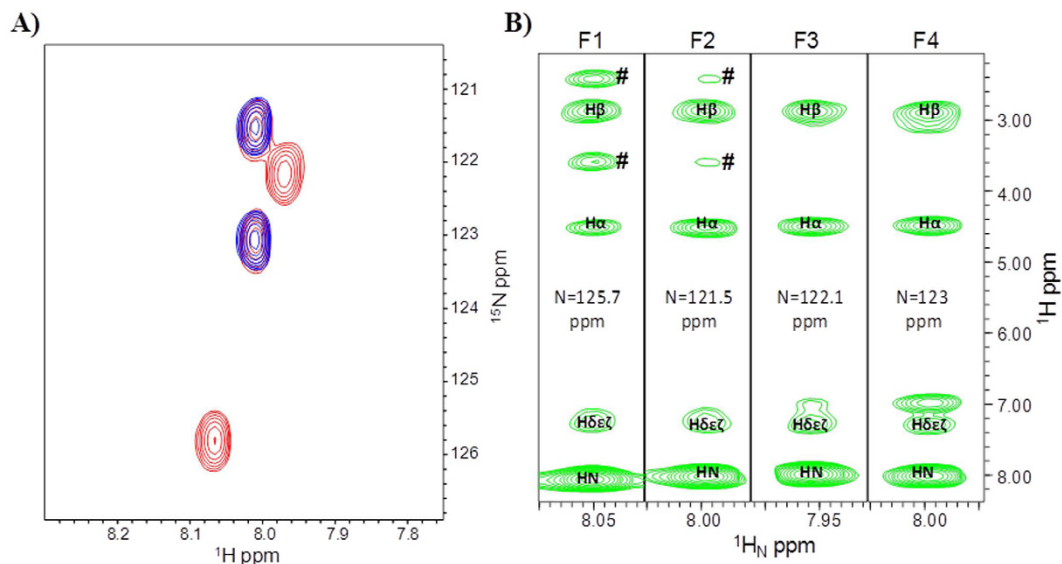 A)
121
122
123
124
125
126
¹⁵N ppm
8.2 8.1 8.0 7.9 7.8
¹H ppm
B)
F1 F2 F3 F4
# #
Hβ Hβ Hβ Hβ
# #
Hα Hα Hα Hα
N=125.7 N=121.5 N=122.1 N=123
ppm ppm ppm ppm
Hδεζ Hδεζ Hδεζ Hδεζ
HN HN HN HN
3.00
4.00
5.00
6.00
7.00
8.00
¹H ppm
8.05 8.00 7.95 8.00
¹H_N ppm